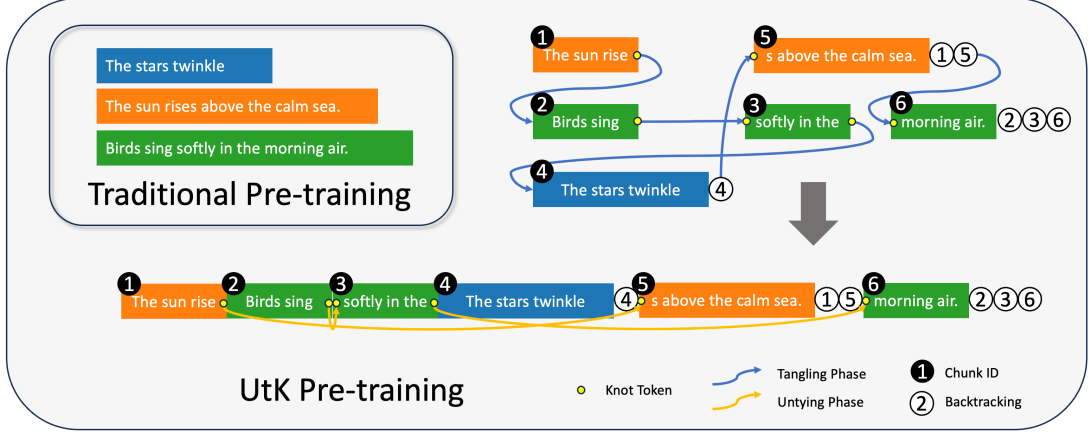 The stars twinkle
The sun rises above the calm sea.
Birds sing softly in the morning air.
Traditional Pre-training
1
The sun rise
5
s above the calm sea.
1 5
2
Birds sing
3
softly in the
6
morning air.
2 3 6
4
The stars twinkle
4
1
The sun rise
2
Birds sing
3
softly in the
4
The stars twinkle
4
5
s above the calm sea.
1 5
6
morning air.
2 3 6
UtK Pre-training
Knot Token
Tangling Phase
Untying Phase
1 Chunk ID
2 Backtracking